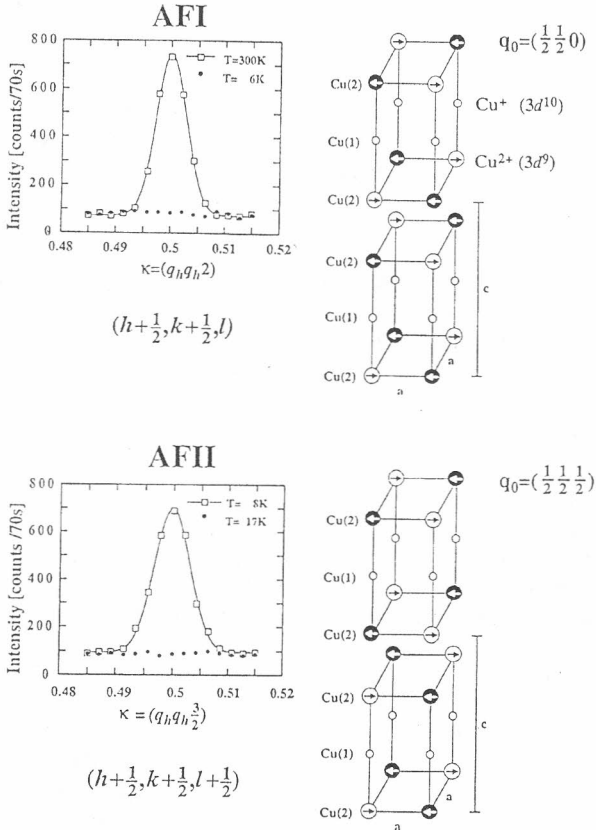 AFI
Intensity [counts/70s]
800
600
400
200
0
T=300K
T= 6K
0.48
0.49
0.5
0.51
0.52
κ=(qₕqₕ2)
(h+1/2,k+1/2,l)
q₀=(1/2 1/2 0)
Cu(2)
Cu⁺ (3d¹⁰)
Cu(1)
Cu²⁺ (3d⁹)
Cu(2)
Cu(2)
c
Cu(1)
a
Cu(2)
a
AFII
Intensity [counts /70s]
800
600
400
200
0
T= 8K
T= 17K
0.48
0.49
0.5
0.51
0.52
κ = (qₕqₕ 3/2)
(h+1/2,k+1/2,l+1/2)
q₀=(1/2 1/2 1/2)
Cu(2)
Cu(1)
Cu(2)
Cu(2)
c
Cu(1)
a
Cu(2)
a